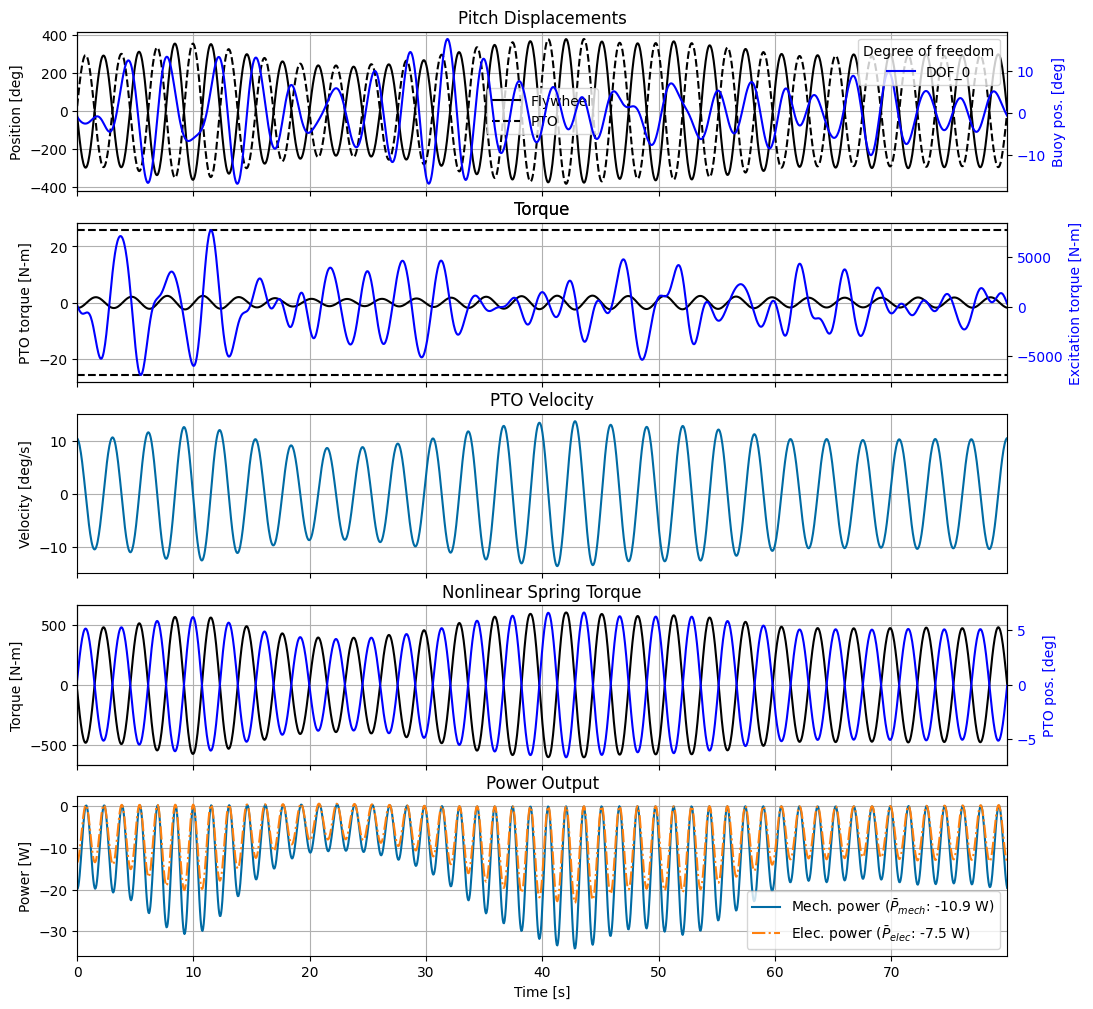 Pitch Displacements
Position [deg]
400
200
0
−200
−400
Flywheel
PTO
Degree of freedom
DOF_0
10
0
−10
Buoy pos. [deg]
Torque
PTO torque [N-m]
20
0
−20
5000
0
−5000
Excitation torque [N-m]
PTO Velocity
Velocity [deg/s]
10
0
−10
Nonlinear Spring Torque
Torque [N-m]
500
0
−500
5
0
−5
PTO pos. [deg]
Power Output
Power [W]
0
−10
−20
−30
Mech. power (P̄mech: -10.9 W)
Elec. power (P̄elec: -7.5 W)
0 10 20 30 40 50 60 70
Time [s]